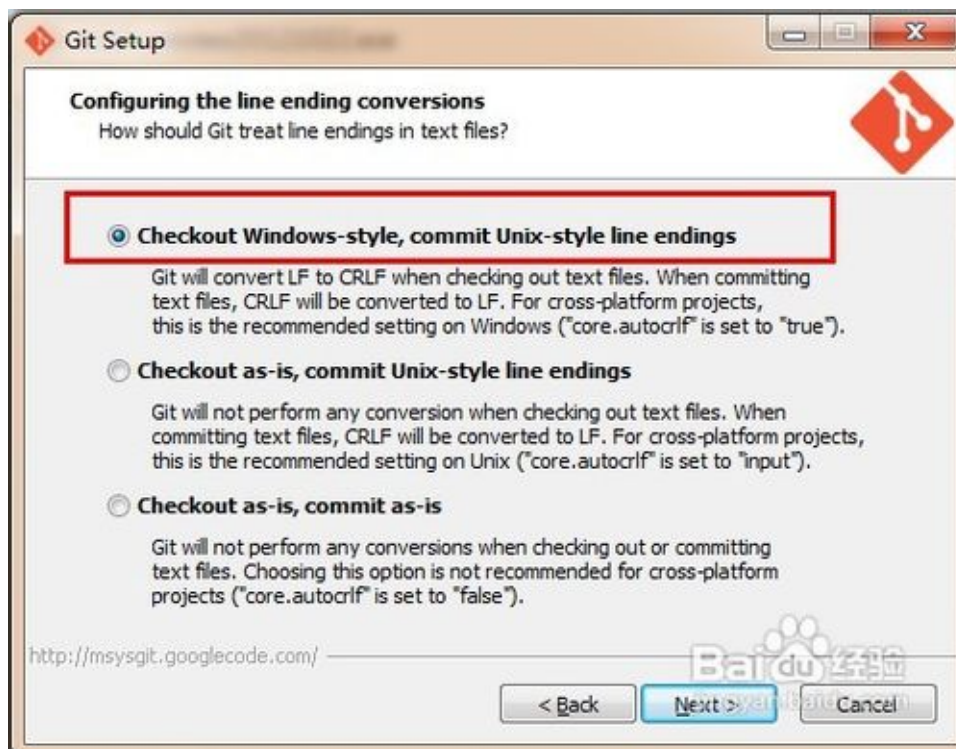 Git Setup
Configuring the line ending conversions
How should Git treat line endings in text files?
Checkout Windows-style, commit Unix-style line endings
Git will convert LF to CRLF when checking out text files. When committing
text files, CRLF will be converted to LF. For cross-platform projects,
this is the recommended setting on Windows ("core.autocrlf" is set to "true").
Checkout as-is, commit Unix-style line endings
Git will not perform any conversion when checking out text files. When
committing text files, CRLF will be converted to LF. For cross-platform projects,
this is the recommended setting on Unix ("core.autocrlf" is set to "input").
Checkout as-is, commit as-is
Git will not perform any conversions when checking out or committing
text files. Choosing this option is not recommended for cross-platform
projects ("core.autocrlf" is set to "false").
http://msysgit.googlecode.com/
Baidu 经验
< Back Next > Cancel